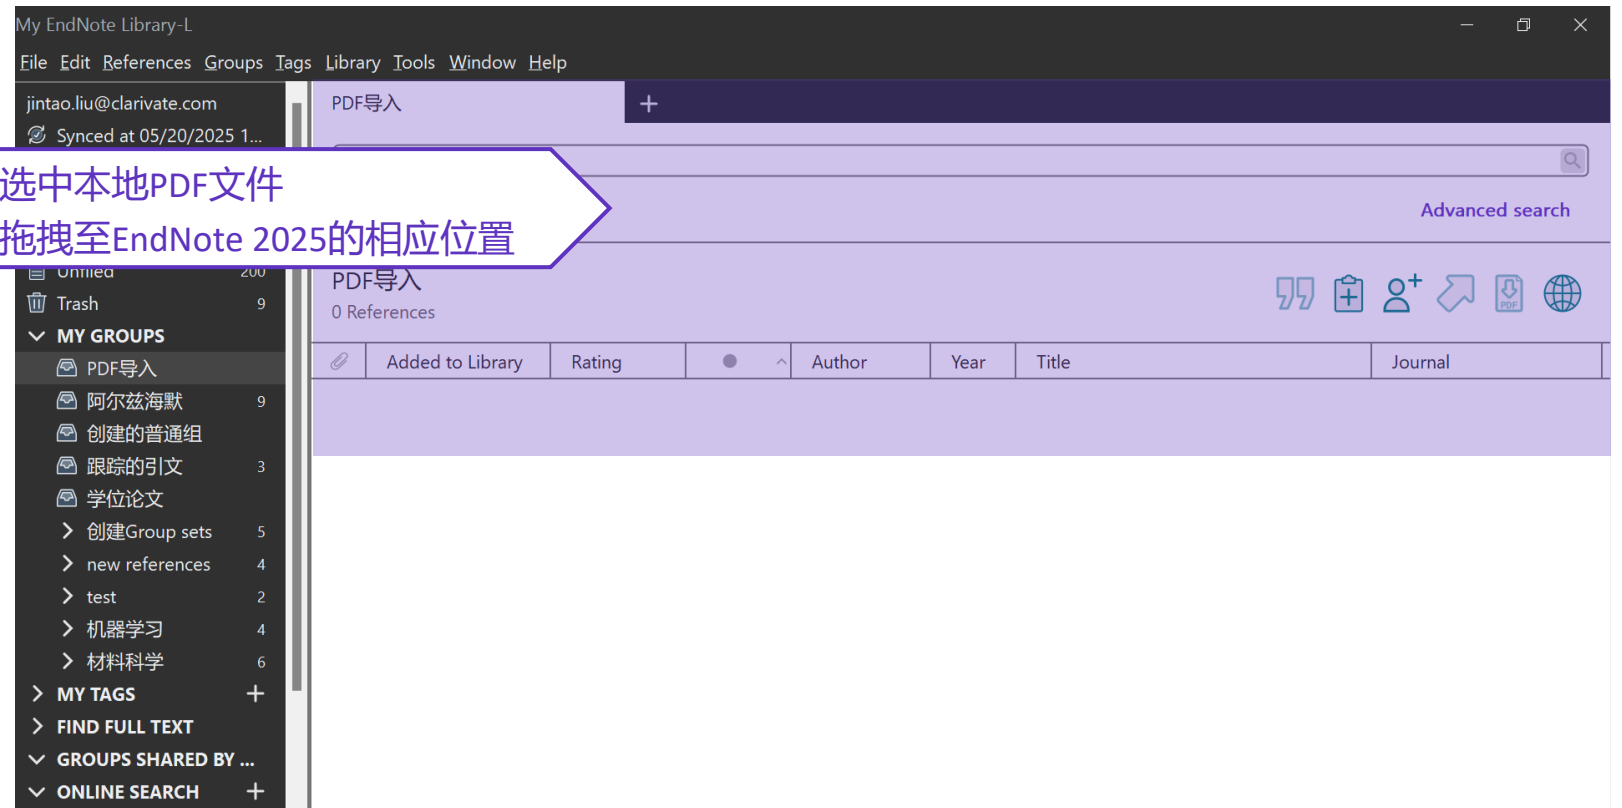 My EndNote Library-L
File Edit References Groups Tags Library Tools Window Help
jintao.liu@clarivate.com
Synced at 05/20/2025 1...
选中本地PDF文件
拖拽至EndNote 2025的相应位置
Unfiled 200
Trash 9
MY GROUPS
PDF导入
阿尔兹海默 9
创建的普通组
跟踪的引文 3
学位论文
创建Group sets 5
new references 4
test 2
机器学习 4
材料科学 6
MY TAGS
FIND FULL TEXT
GROUPS SHARED BY ...
ONLINE SEARCH
PDF导入
Advanced search
PDF导入
0 References
PDF
Added to Library Rating Author Year Title Journal